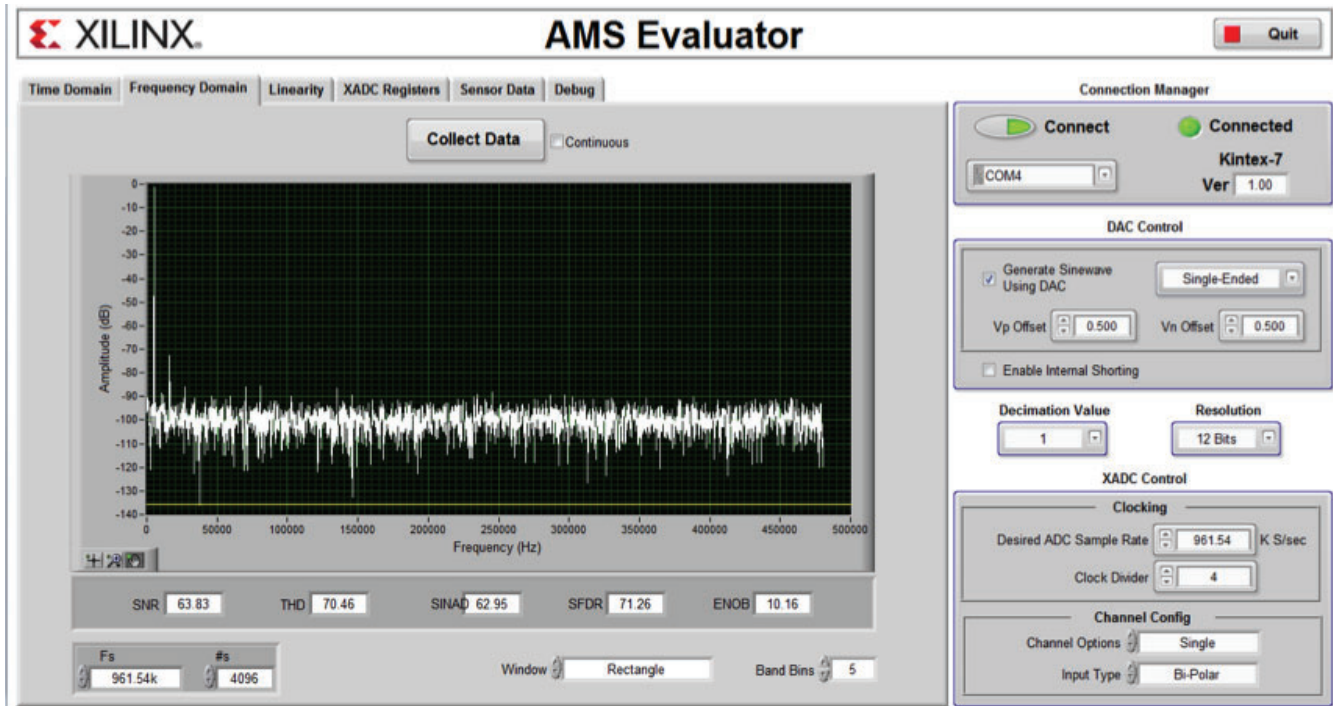 XILINX.
AMS Evaluator
Quit
Time Domain
Frequency Domain
Linearity
XADC Registers
Sensor Data
Debug
Collect Data
Continuous
Amplitude (dB)
0
-10
-20
-30
-40
-50
-60
-70
-80
-90
-100
-110
-120
-130
-140
0
50000
100000
150000
200000
250000
300000
350000
400000
450000
500000
Frequency (Hz)
SNR 63.83
THD 70.46
SINAD 62.95
SFDR 71.26
ENOB 10.16
Fs
961.54k
#s
4096
Window Rectangle
Band Bins 5
Connection Manager
Connect
Connected
COM4
Kintex-7
Ver 1.00
DAC Control
Generate Sinewave
Using DAC
Single-Ended
Vp Offset 0.500
Vn Offset 0.500
Enable Internal Shorting
Decimation Value
1
Resolution
12 Bits
XADC Control
Clocking
Desired ADC Sample Rate 961.54 K S/sec
Clock Divider 4
Channel Config
Channel Options Single
Input Type Bi-Polar